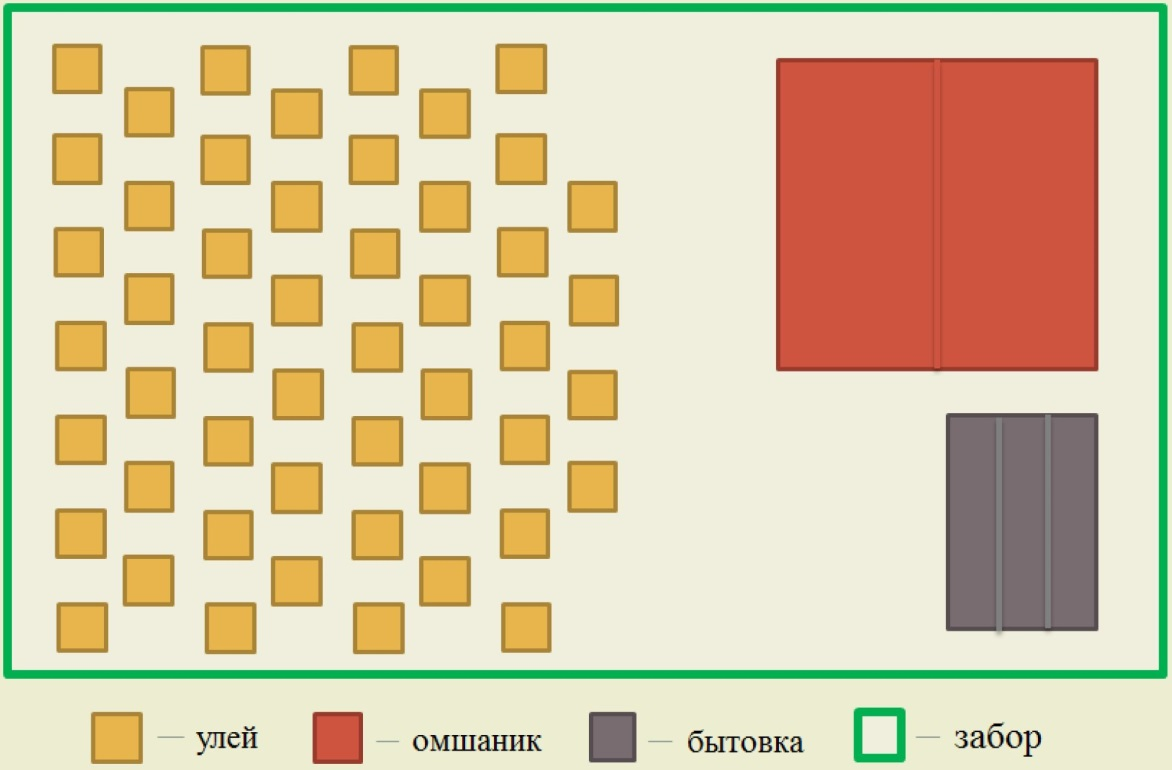 — улей — омшаник — бытовка — забор